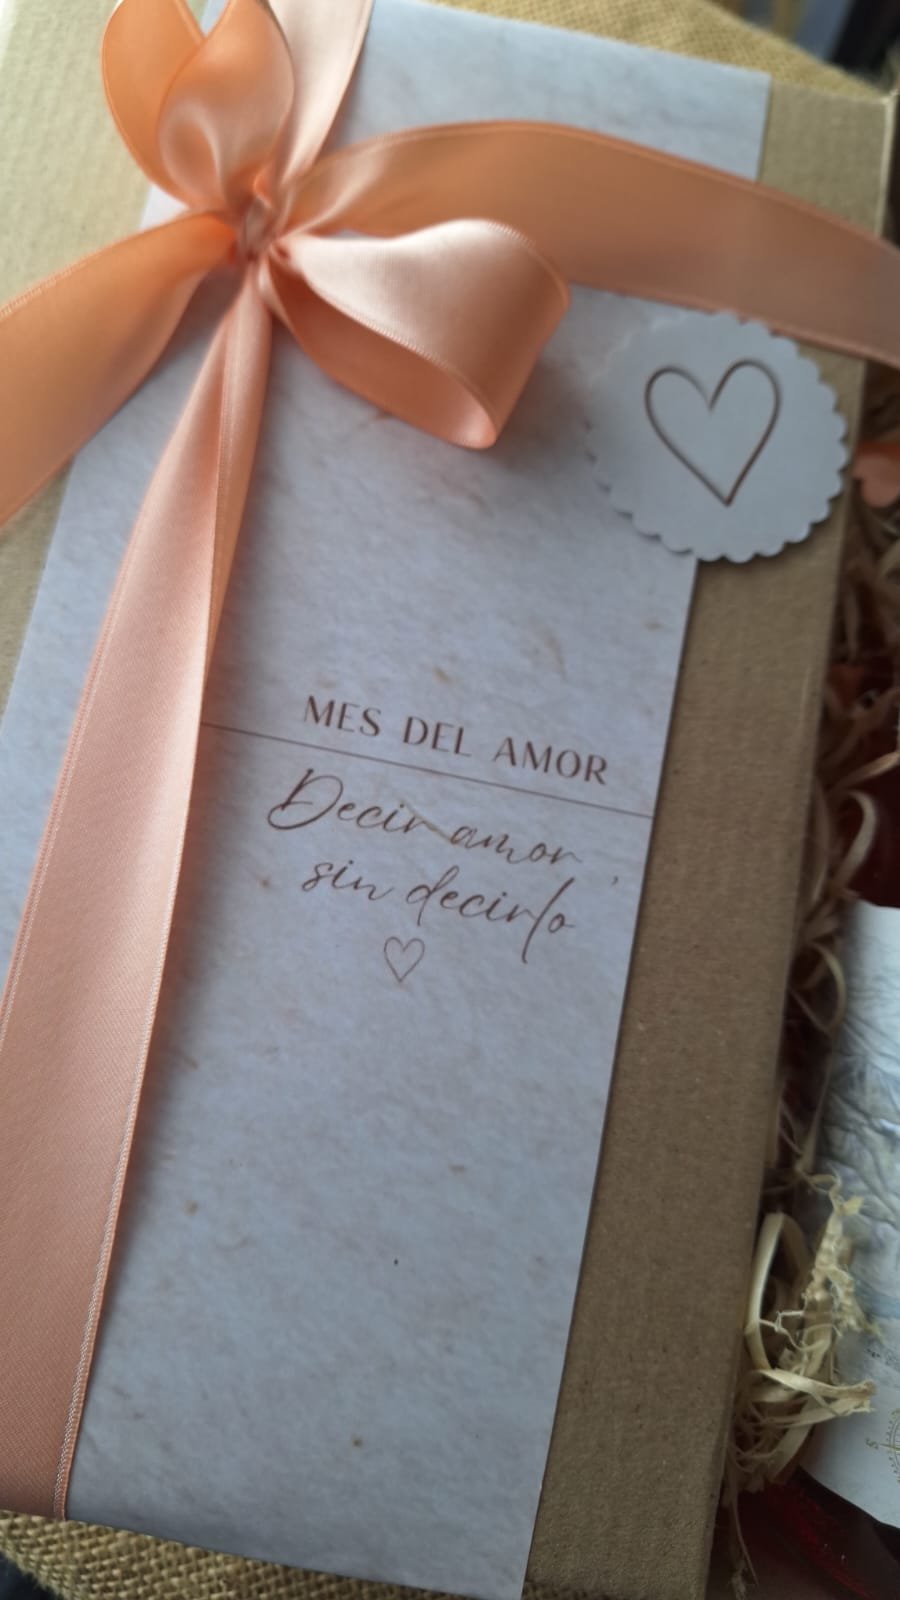 MES DEL AMOR
Decir amor
sin decirlo